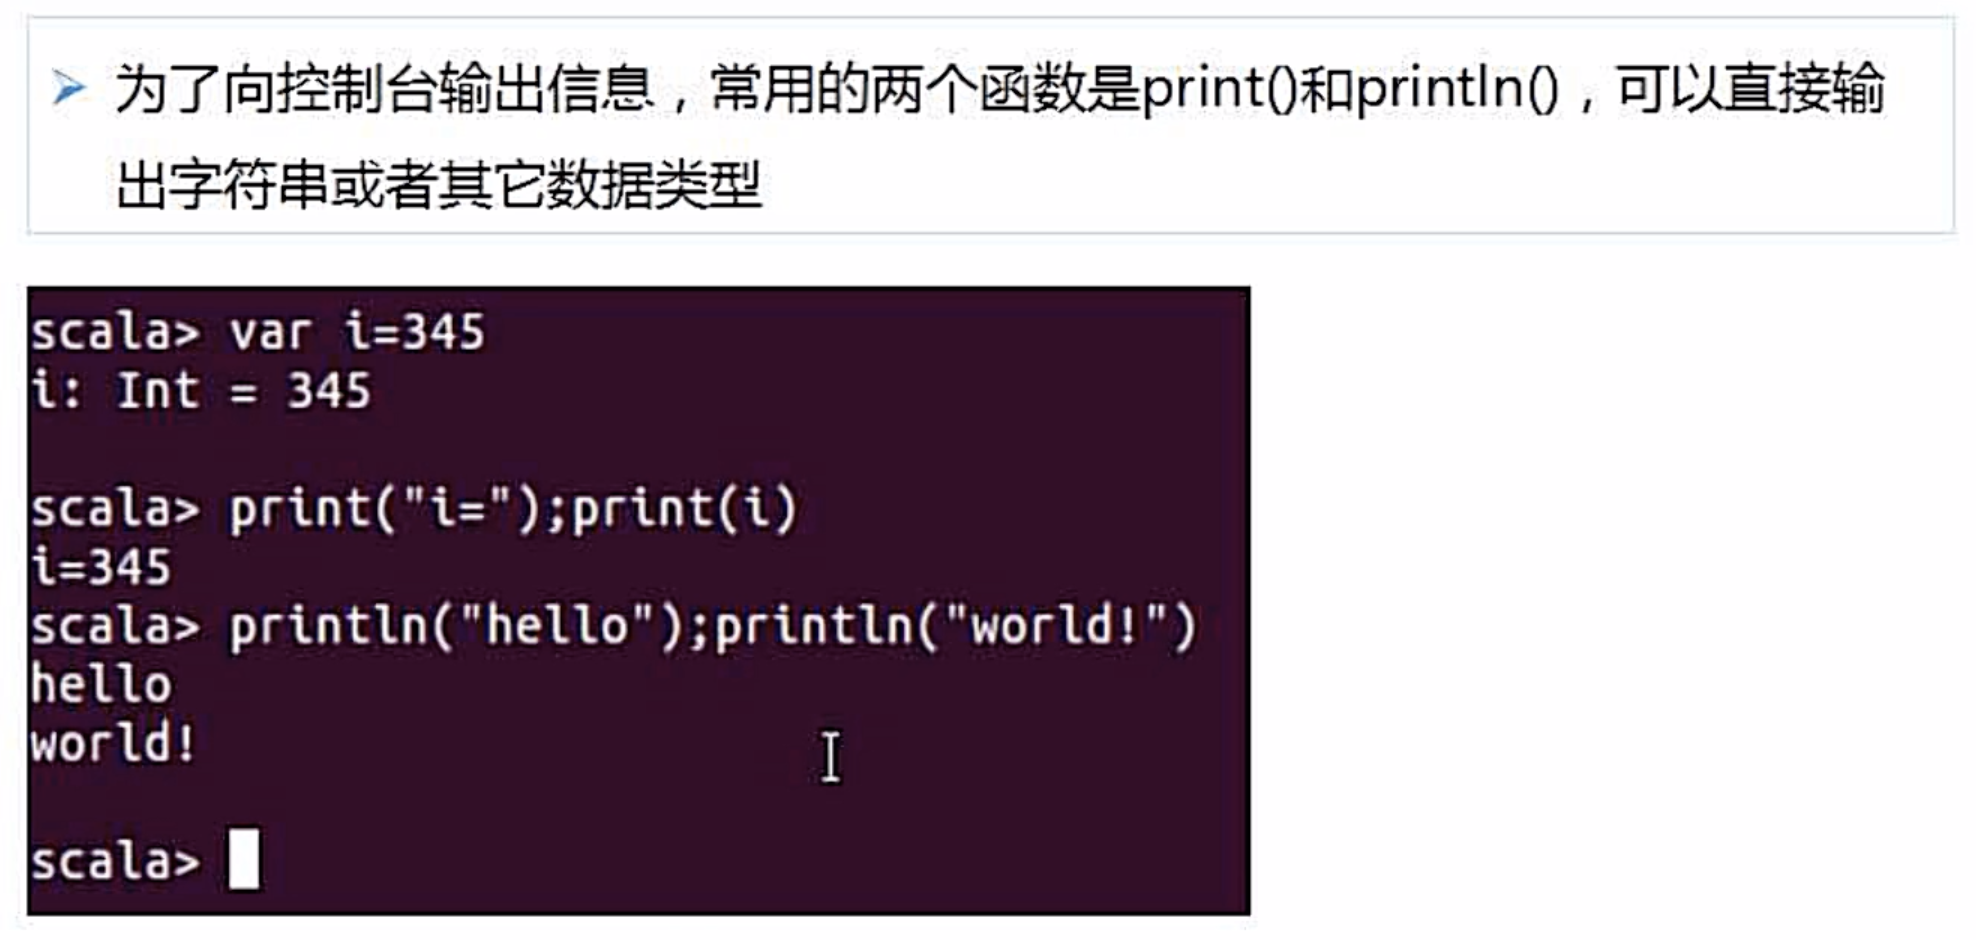 为了向控制台输出信息，常用的两个函数是print()和println()，可以直接输
出字符串或者其它数据类型
scala> var i=345
i: Int = 345
scala> print("i=");print(i)
i=345
scala> println("hello");println("world!")
hello
world!
scala>